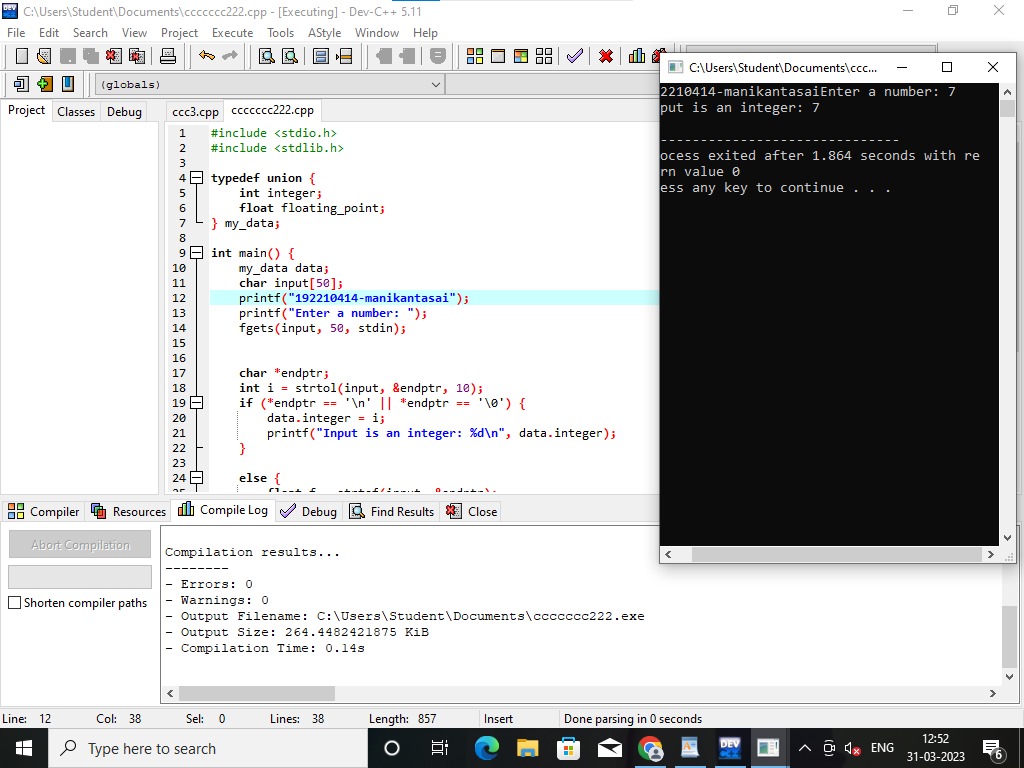 C:\Users\Student\Documents\ccccccc222.cpp - [Executing] - Dev-C++ 5.11
File Edit Search View Project Execute Tools AStyle Window Help
(globals)
Project Classes Debug
ccc3.cpp ccccccc222.cpp
1 #include <stdio.h>
2 #include <stdlib.h>
3
4 typedef union {
5 int integer;
6 float floating_point;
7 } my_data;
8
9 int main() {
10 my_data data;
11 char input[50];
12 printf("192210414-manikantasai");
13 printf("Enter a number: ");
14 fgets(input, 50, stdin);
15
16
17 char *endptr;
18 int i = strtol(input, &endptr, 10);
19 if (*endptr == '\n' || *endptr == '\0') {
20 data.integer = i;
21 printf("Input is an integer: %d\n", data.integer);
22 }
23
24 else {
C:\Users\Student\Documents\ccc...
2210414-manikantasaiEnter a number: 7
put is an integer: 7
------------------------------
ocess exited after 1.864 seconds with re
rn value 0
ess any key to continue . . .
Compiler Resources Compile Log Debug Find Results Close
Abort Compilation
Shorten compiler paths
Compilation results...
--------
- Errors: 0
- Warnings: 0
- Output Filename: C:\Users\Student\Documents\ccccccc222.exe
- Output Size: 264.4482421875 KiB
- Compilation Time: 0.14s
Line: 12 Col: 38 Sel: 0 Lines: 38 Length: 857 Insert Done parsing in 0 seconds
Type here to search
DEV
ENG
12:52
31-03-2023
6